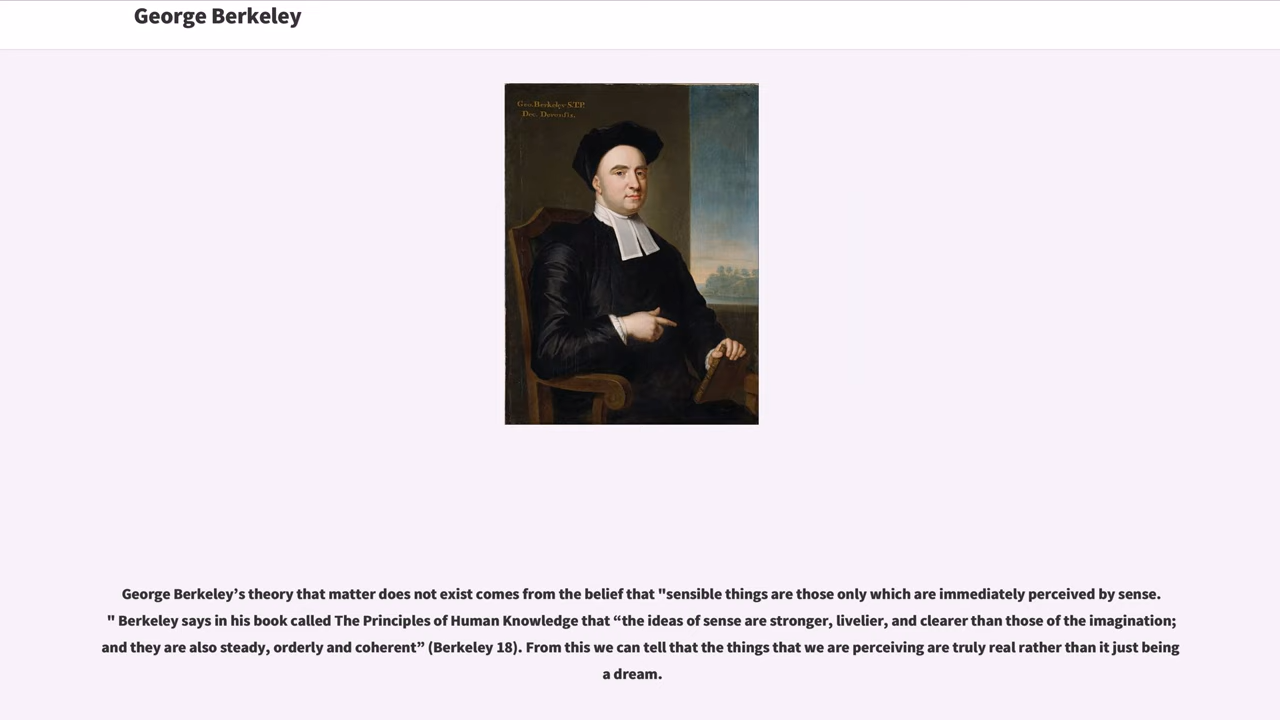 George Berkeley
Geo. Berkeley S.T.P.
Dec.
George Berkeley’s theory that matter does not exist comes from the belief that "sensible things are those only which are immediately perceived by sense.
" Berkeley says in his book called The Principles of Human Knowledge that “the ideas of sense are stronger, livelier, and clearer than those of the imagination;
and they are also steady, orderly and coherent” (Berkeley 18). From this we can tell that the things that we are perceiving are truly real rather than it just being
a dream.